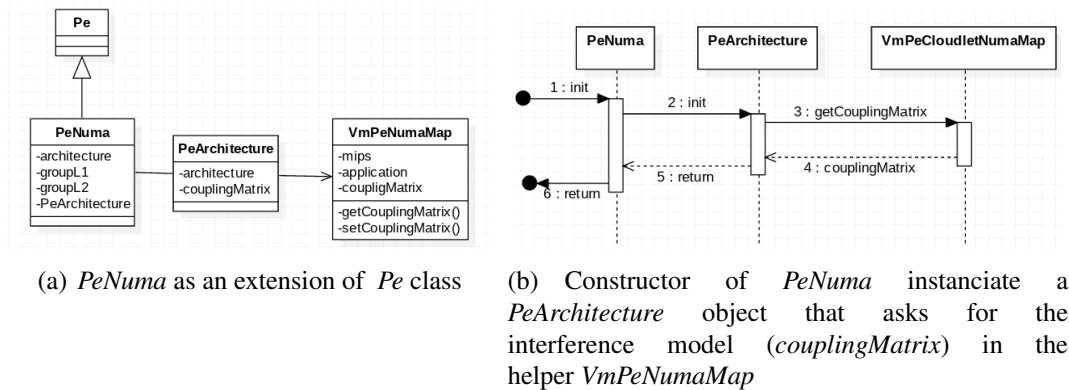 Pe
PeNuma
-architecture
-groupL1
-groupL2
-PeArchitecture
PeArchitecture
-architecture
-couplingMatrix
VmPeNumaMap
-mips
-application
-coupligMatrix
-getCouplingMatrix()
-setCouplingMatrix()
PeNuma
PeArchitecture
VmPeCloudletNumaMap
1 : init
2 : init
3 : getCouplingMatrix
4 : couplingMatrix
5 : return
6 : return
(a) PeNuma as an extension of Pe class
(b) Constructor of PeNuma instanciate a
PeArchitecture object that asks for the
interference model (couplingMatrix) in the
helper VmPeNumaMap